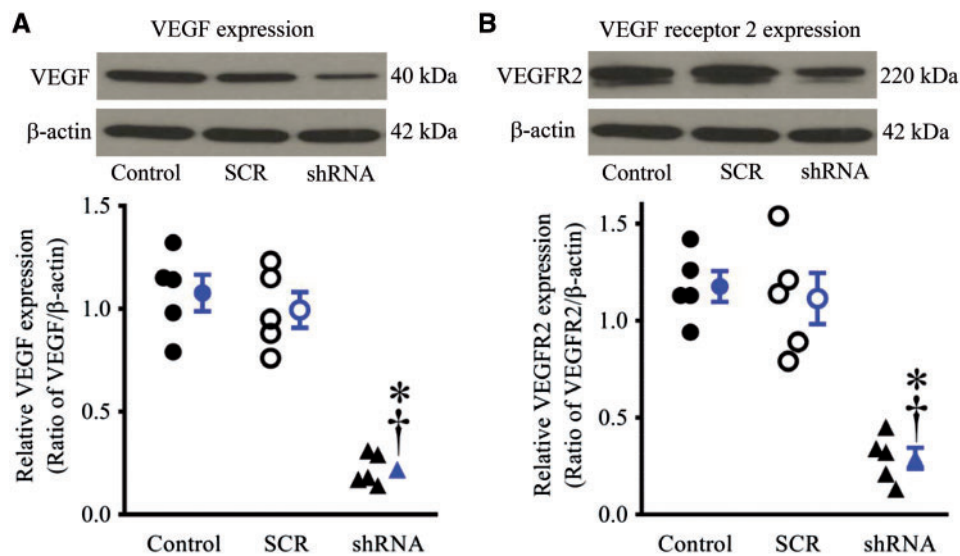 A
VEGF expression
VEGF
40 kDa
β-actin
42 kDa
Control
SCR
shRNA
Relative VEGF expression
(Ratio of VEGF/β-actin)
1.5
1.0
0.5
0.0
*
†
Control
SCR
shRNA
B
VEGF receptor 2 expression
VEGFR2
220 kDa
β-actin
42 kDa
Control
SCR
shRNA
Relative VEGFR2 expression
(Ratio of VEGFR2/β-actin)
1.5
1.0
0.5
0.0
*
†
Control
SCR
shRNA